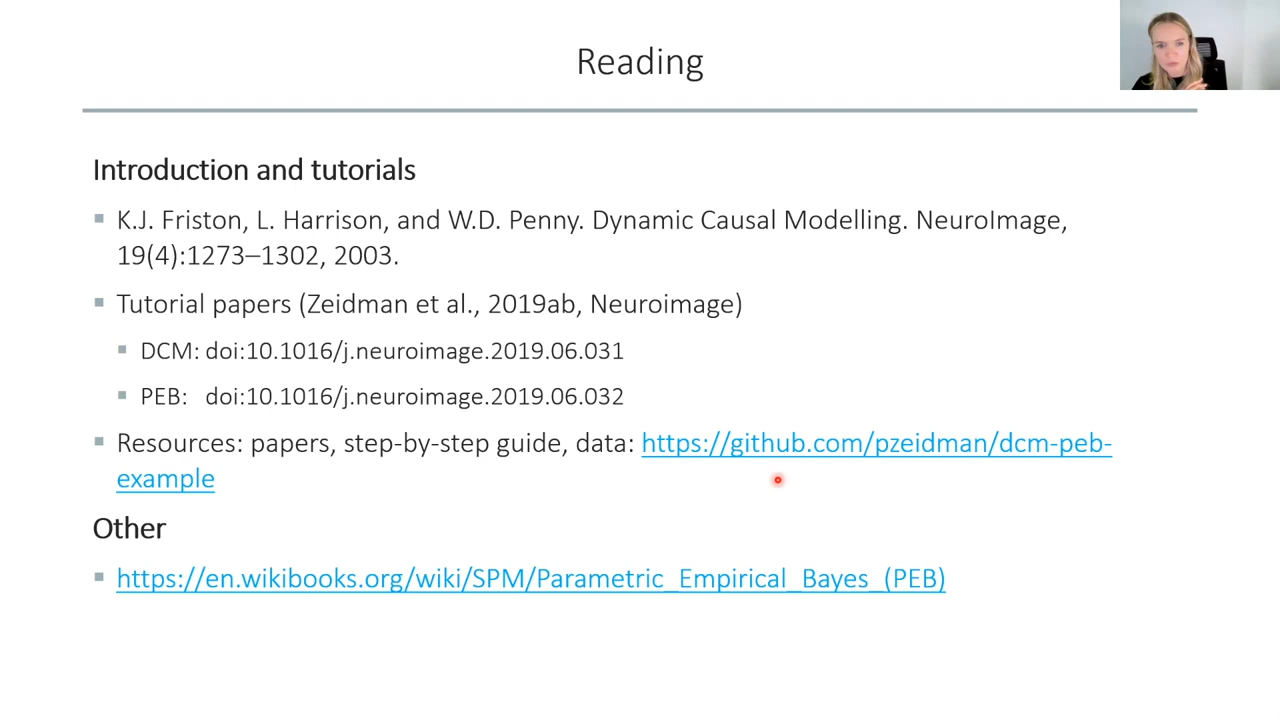 Reading
Introduction and tutorials
K.J. Friston, L. Harrison, and W.D. Penny. Dynamic Causal Modelling. NeuroImage,
19(4):1273–1302, 2003.
Tutorial papers (Zeidman et al., 2019ab, Neuroimage)
DCM: doi:10.1016/j.neuroimage.2019.06.031
PEB: doi:10.1016/j.neuroimage.2019.06.032
Resources: papers, step-by-step guide, data: https://github.com/pzeidman/dcm-peb-
example
Other
https://en.wikibooks.org/wiki/SPM/Parametric_Empirical_Bayes_(PEB)